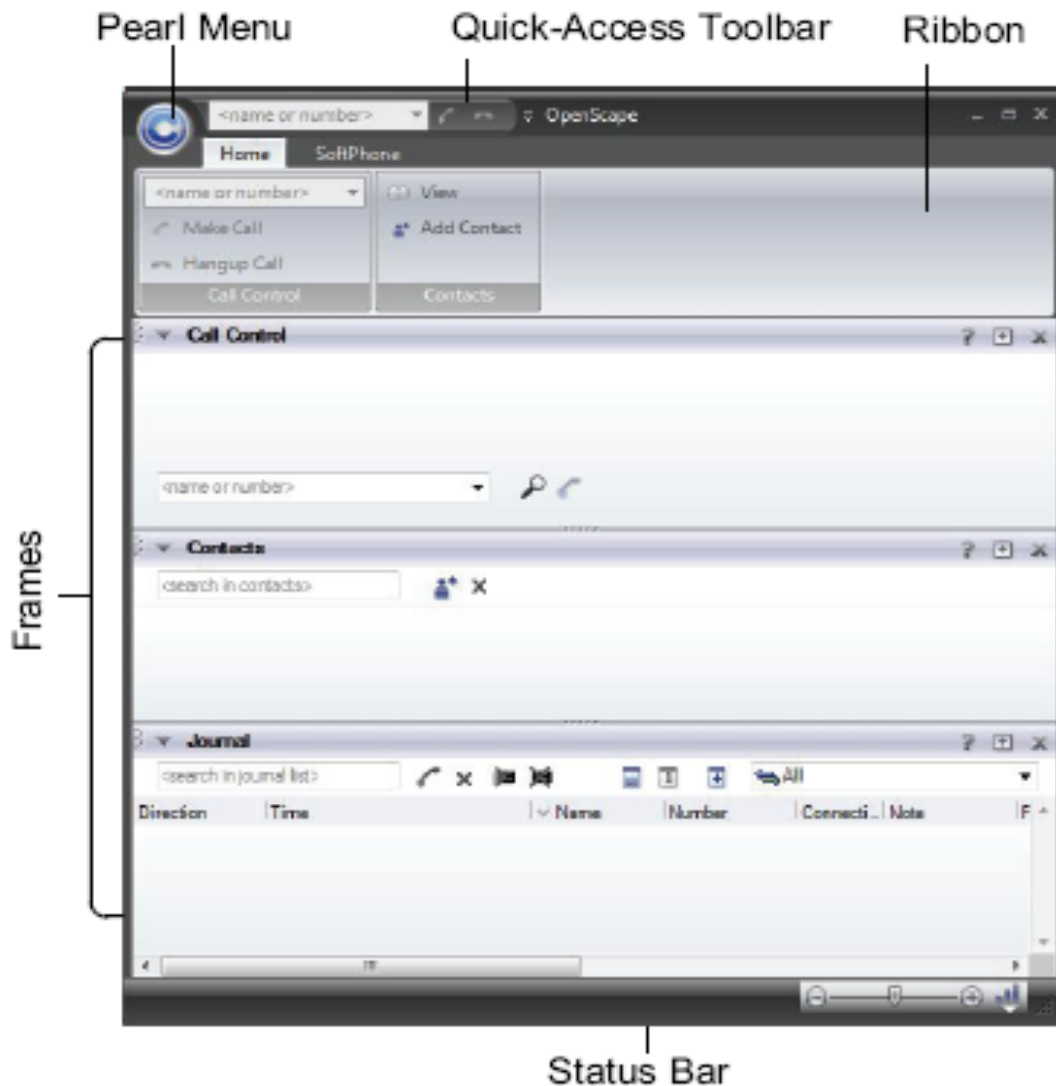 Pearl Menu
Quick-Access Toolbar
Ribbon
<name or number>
OpenScape
Home
SoftPhone
<name or number>
View
Make Call
Add Contact
Hangup Call
Call Control
Contacts
Call Control
<name or number>
Frames
Contacts
<search in contacts>
Journal
<search in journal list>
All
Direction
Time
Name
Number
Connecti...
Note
F
Status Bar